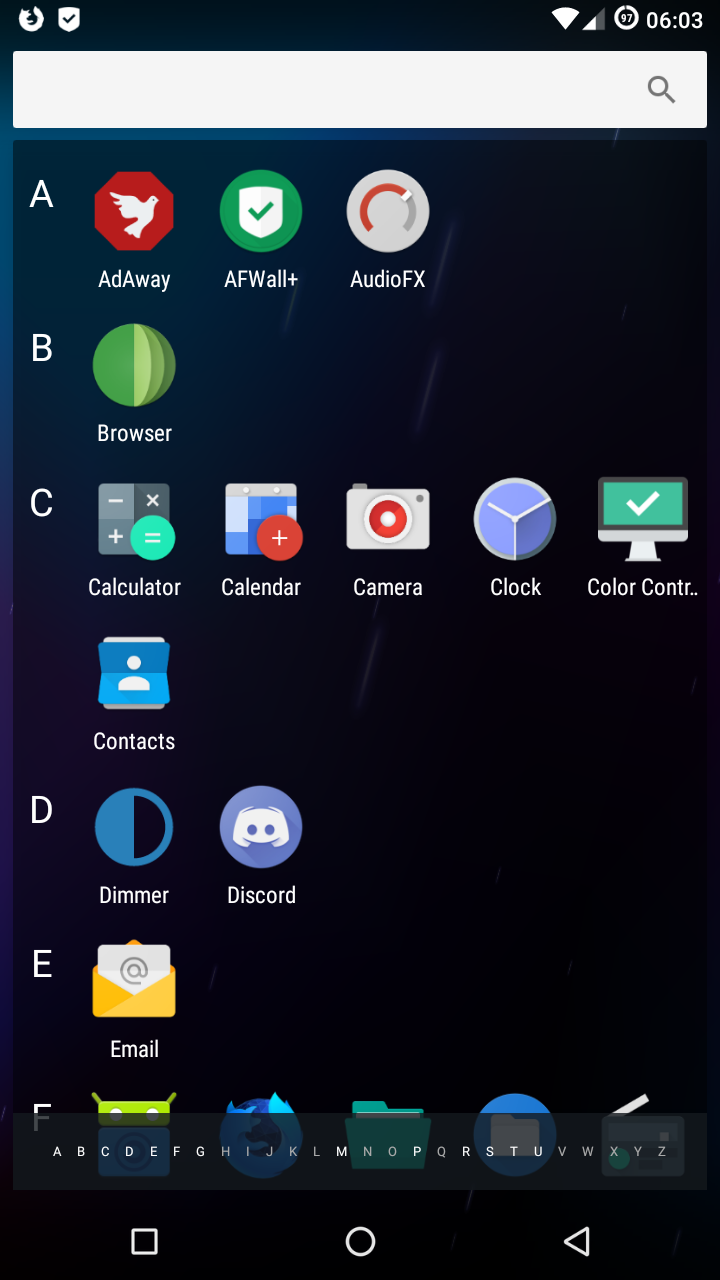 97 06:03
A
AdAway AFWall+ AudioFX
B
Browser
C
Calculator Calendar Camera Clock Color Contr..
Contacts
D
Dimmer Discord
E
@
Email
F
A B C D E F G H I J K L M N O P Q R S T U V W X Y Z